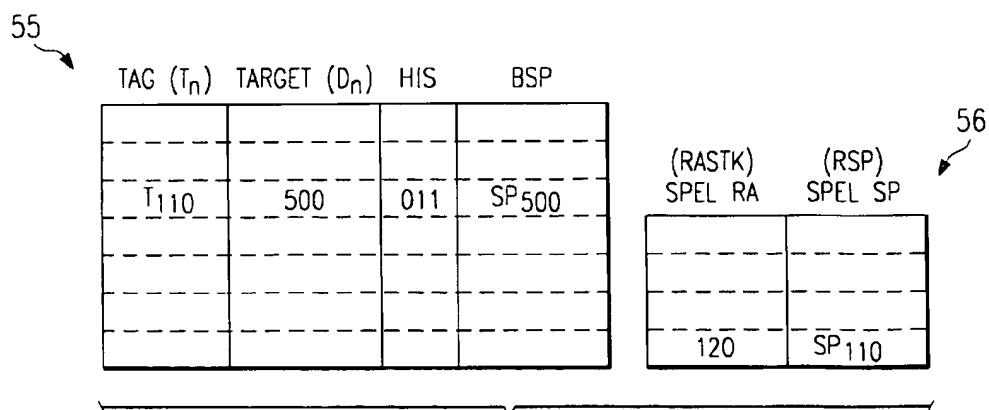 55
TAG (Tn) TARGET (Dn) HIS BSP
56
(RASTK) (RSP)
SPEL RA SPEL SP
T110 500 011 SP500
120 SP110